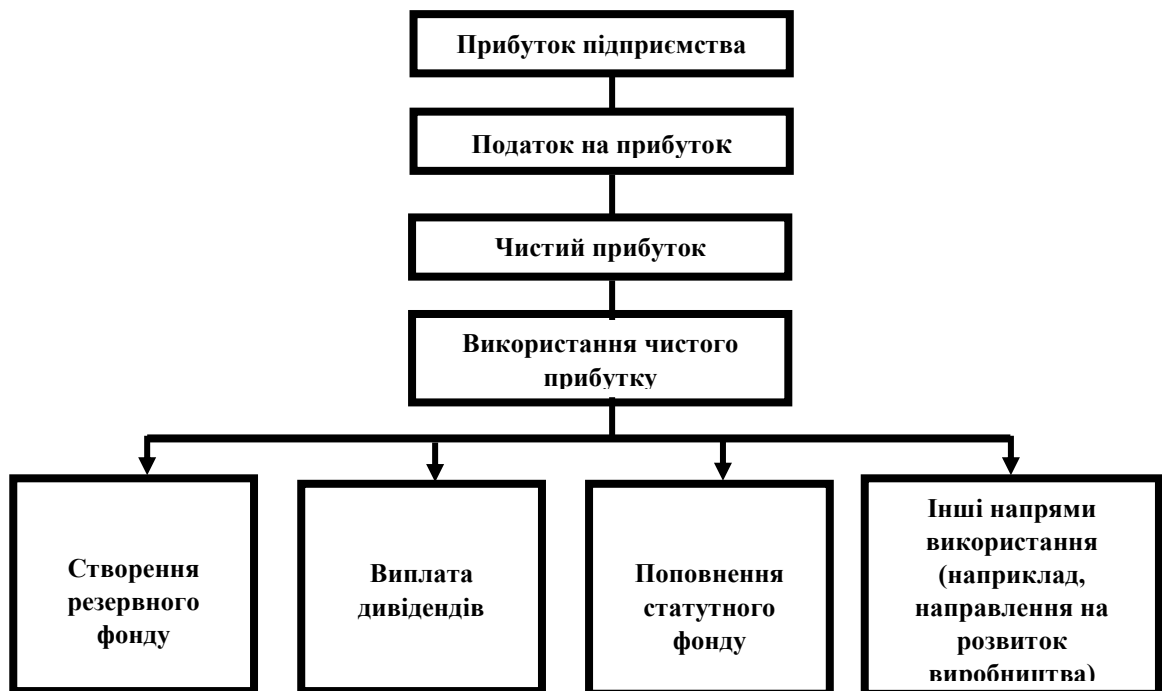 Прибуток підприємства
Податок на прибуток
Чистий прибуток
Використання чистого
прибутку
Створення
резервного
фонду
Виплата
дивідендів
Поповнення
статутного
фонду
Інші напрями
використання
(наприклад,
направлення на
розвиток
виробництва)